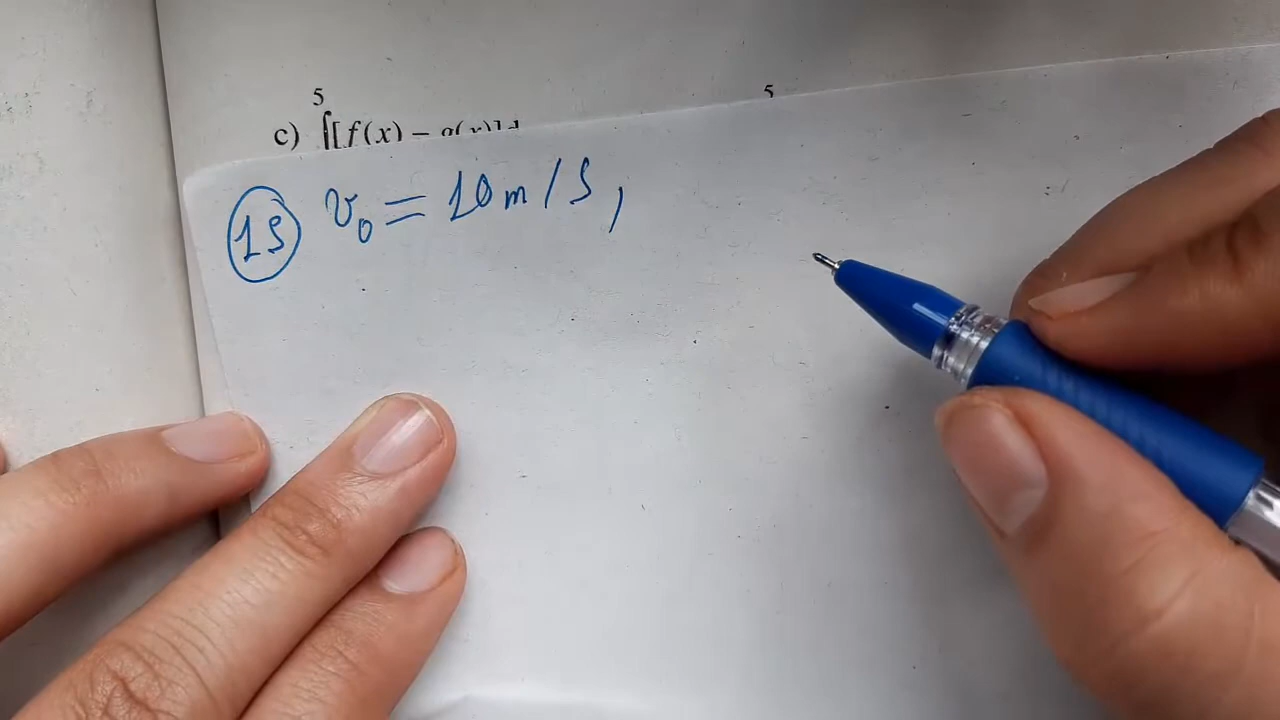 5
5
c) ∫[f(x) − g(x)]d
15 v₀ = 10 m/s,